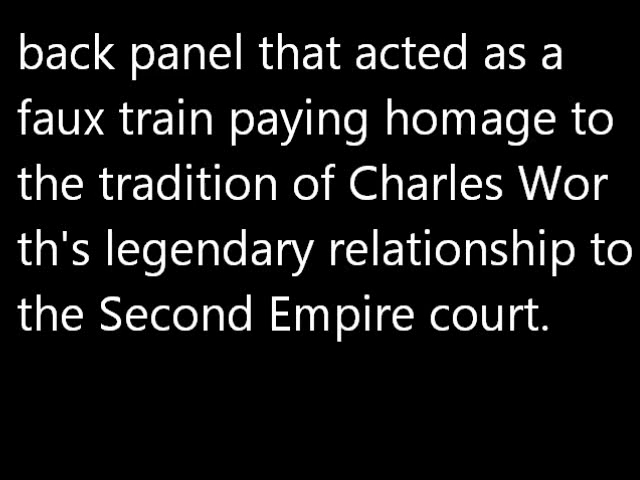 back panel that acted as a
faux train paying homage to
the tradition of Charles Wor
th's legendary relationship to
the Second Empire court.